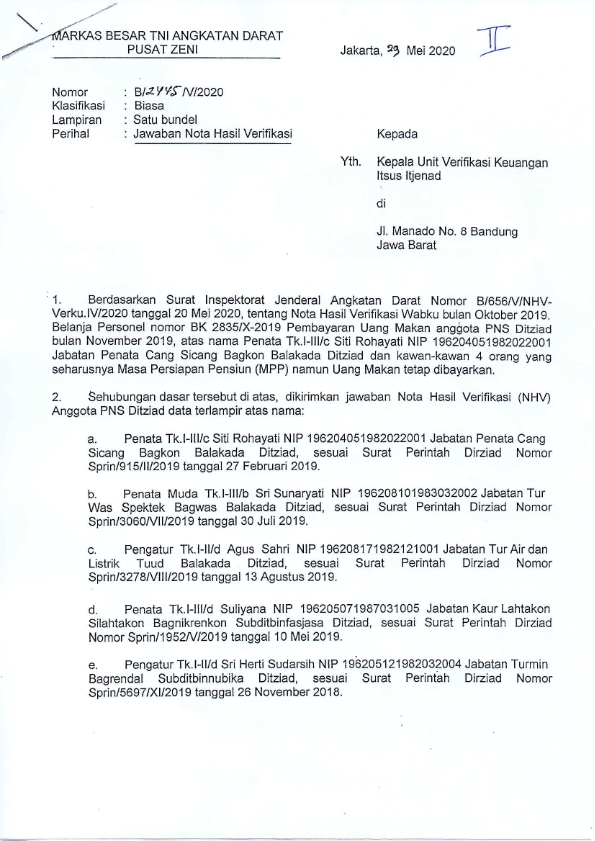 MARKAS BESAR TNI ANGKATAN DARAT
PUSAT ZENI
Jakarta, 29 Mei 2020
II
Nomor : B/2445/V/2020
Klasifikasi : Biasa
Lampiran : Satu bundel
Perihal : Jawaban Nota Hasil Verifikasi
Kepada
Yth. Kepala Unit Verifikasi Keuangan
Itsus Itjenad
di
Jl. Manado No. 8 Bandung
Jawa Barat
1. Berdasarkan Surat Inspektorat Jenderal Angkatan Darat Nomor B/656/V/NHV-
Verku.IV/2020 tanggal 20 Mei 2020, tentang Nota Hasil Verifikasi Wabku bulan Oktober 2019,
Belanja Personel nomor BK 2835/X-2019 Pembayaran Uang Makan anggota PNS Ditziad
bulan November 2019, atas nama Penata Tk.I-III/c Siti Rohayati NIP 196204051982022001
Jabatan Penata Cang Sicang Bagkon Balakada Ditziad dan kawan-kawan 4 orang yang
seharusnya Masa Persiapan Pensiun (MPP) namun Uang Makan tetap dibayarkan.
2. Sehubungan dasar tersebut di atas, dikirimkan jawaban Nota Hasil Verifikasi (NHV)
Anggota PNS Ditziad data terlampir atas nama:
a. Penata Tk.I-III/c Siti Rohayati NIP 196204051982022001 Jabatan Penata Cang
Sicang Bagkon Balakada Ditziad, sesuai Surat Perintah Dirziad Nomor
Sprin/915/II/2019 tanggal 27 Februari 2019.
b. Penata Muda Tk.I-III/b Sri Sunaryati NIP 196208101983032002 Jabatan Tur
Was Spektek Bagwas Balakada Ditziad, sesuai Surat Perintah Dirziad Nomor
Sprin/3060/VII/2019 tanggal 30 Juli 2019.
c. Pengatur Tk.I-II/d Agus Sahri NIP 196208171982121001 Jabatan Tur Air dan
Listrik Tuud Balakada Ditziad, sesuai Surat Perintah Dirziad Nomor
Sprin/3278/VIII/2019 tanggal 13 Agustus 2019.
d. Penata Tk.I-III/d Suliyana NIP 196205071987031005 Jabatan Kaur Lahtakon
Silahtakon Bagnikrenkon Subditbinfasjasa Ditziad, sesuai Surat Perintah Dirziad
Nomor Sprin/1952/V/2019 tanggal 10 Mei 2019.
e. Pengatur Tk.I-II/d Sri Herti Sudarsih NIP 196205121982032004 Jabatan Turmin
Bagrendal Subditbinnubika Ditziad, sesuai Surat Perintah Dirziad Nomor
Sprin/5697/XI/2019 tanggal 26 November 2018.